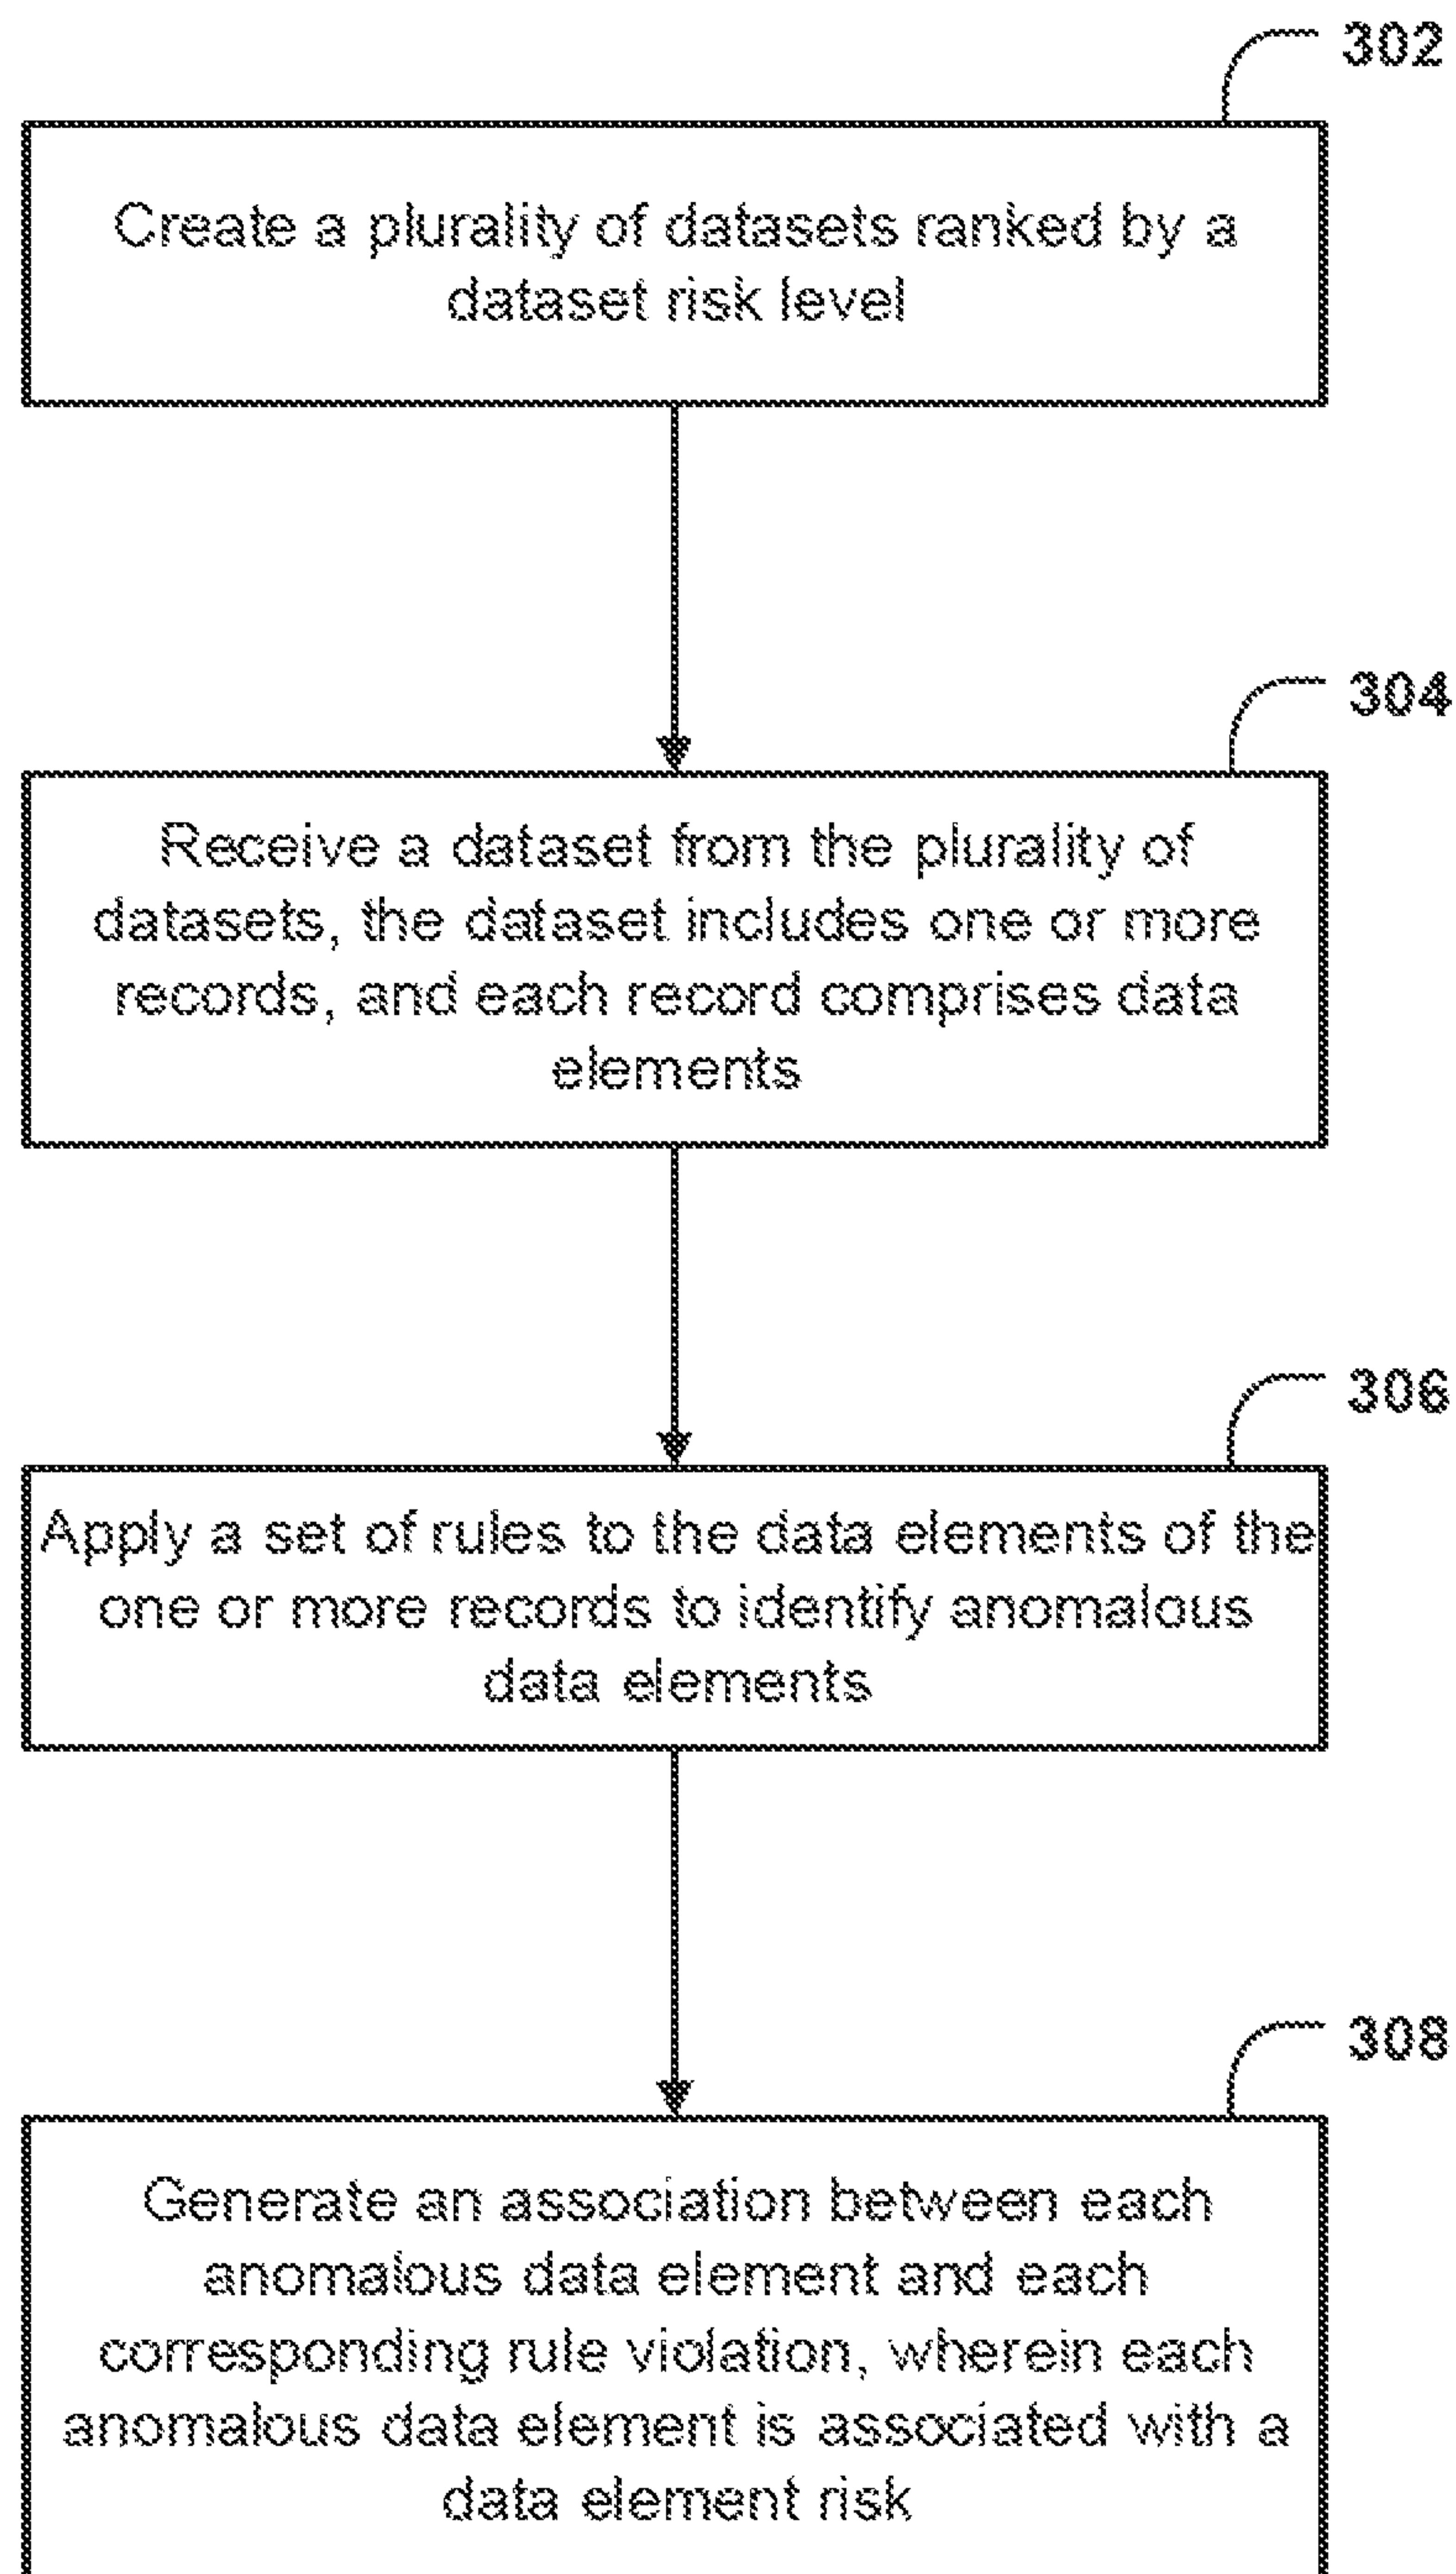 302
Create a plurality of datasets ranked by a
dataset risk level
304
Receive a dataset from the plurality of
datasets, the dataset includes one or more
records, and each record comprises data
elements
306
Apply a set of rules to the data elements of the
one or more records to identify anomalous
data elements
308
Generate an association between each
anomalous data element and each
corresponding rule violation, wherein each
anomalous data element is associated with a
data element risk